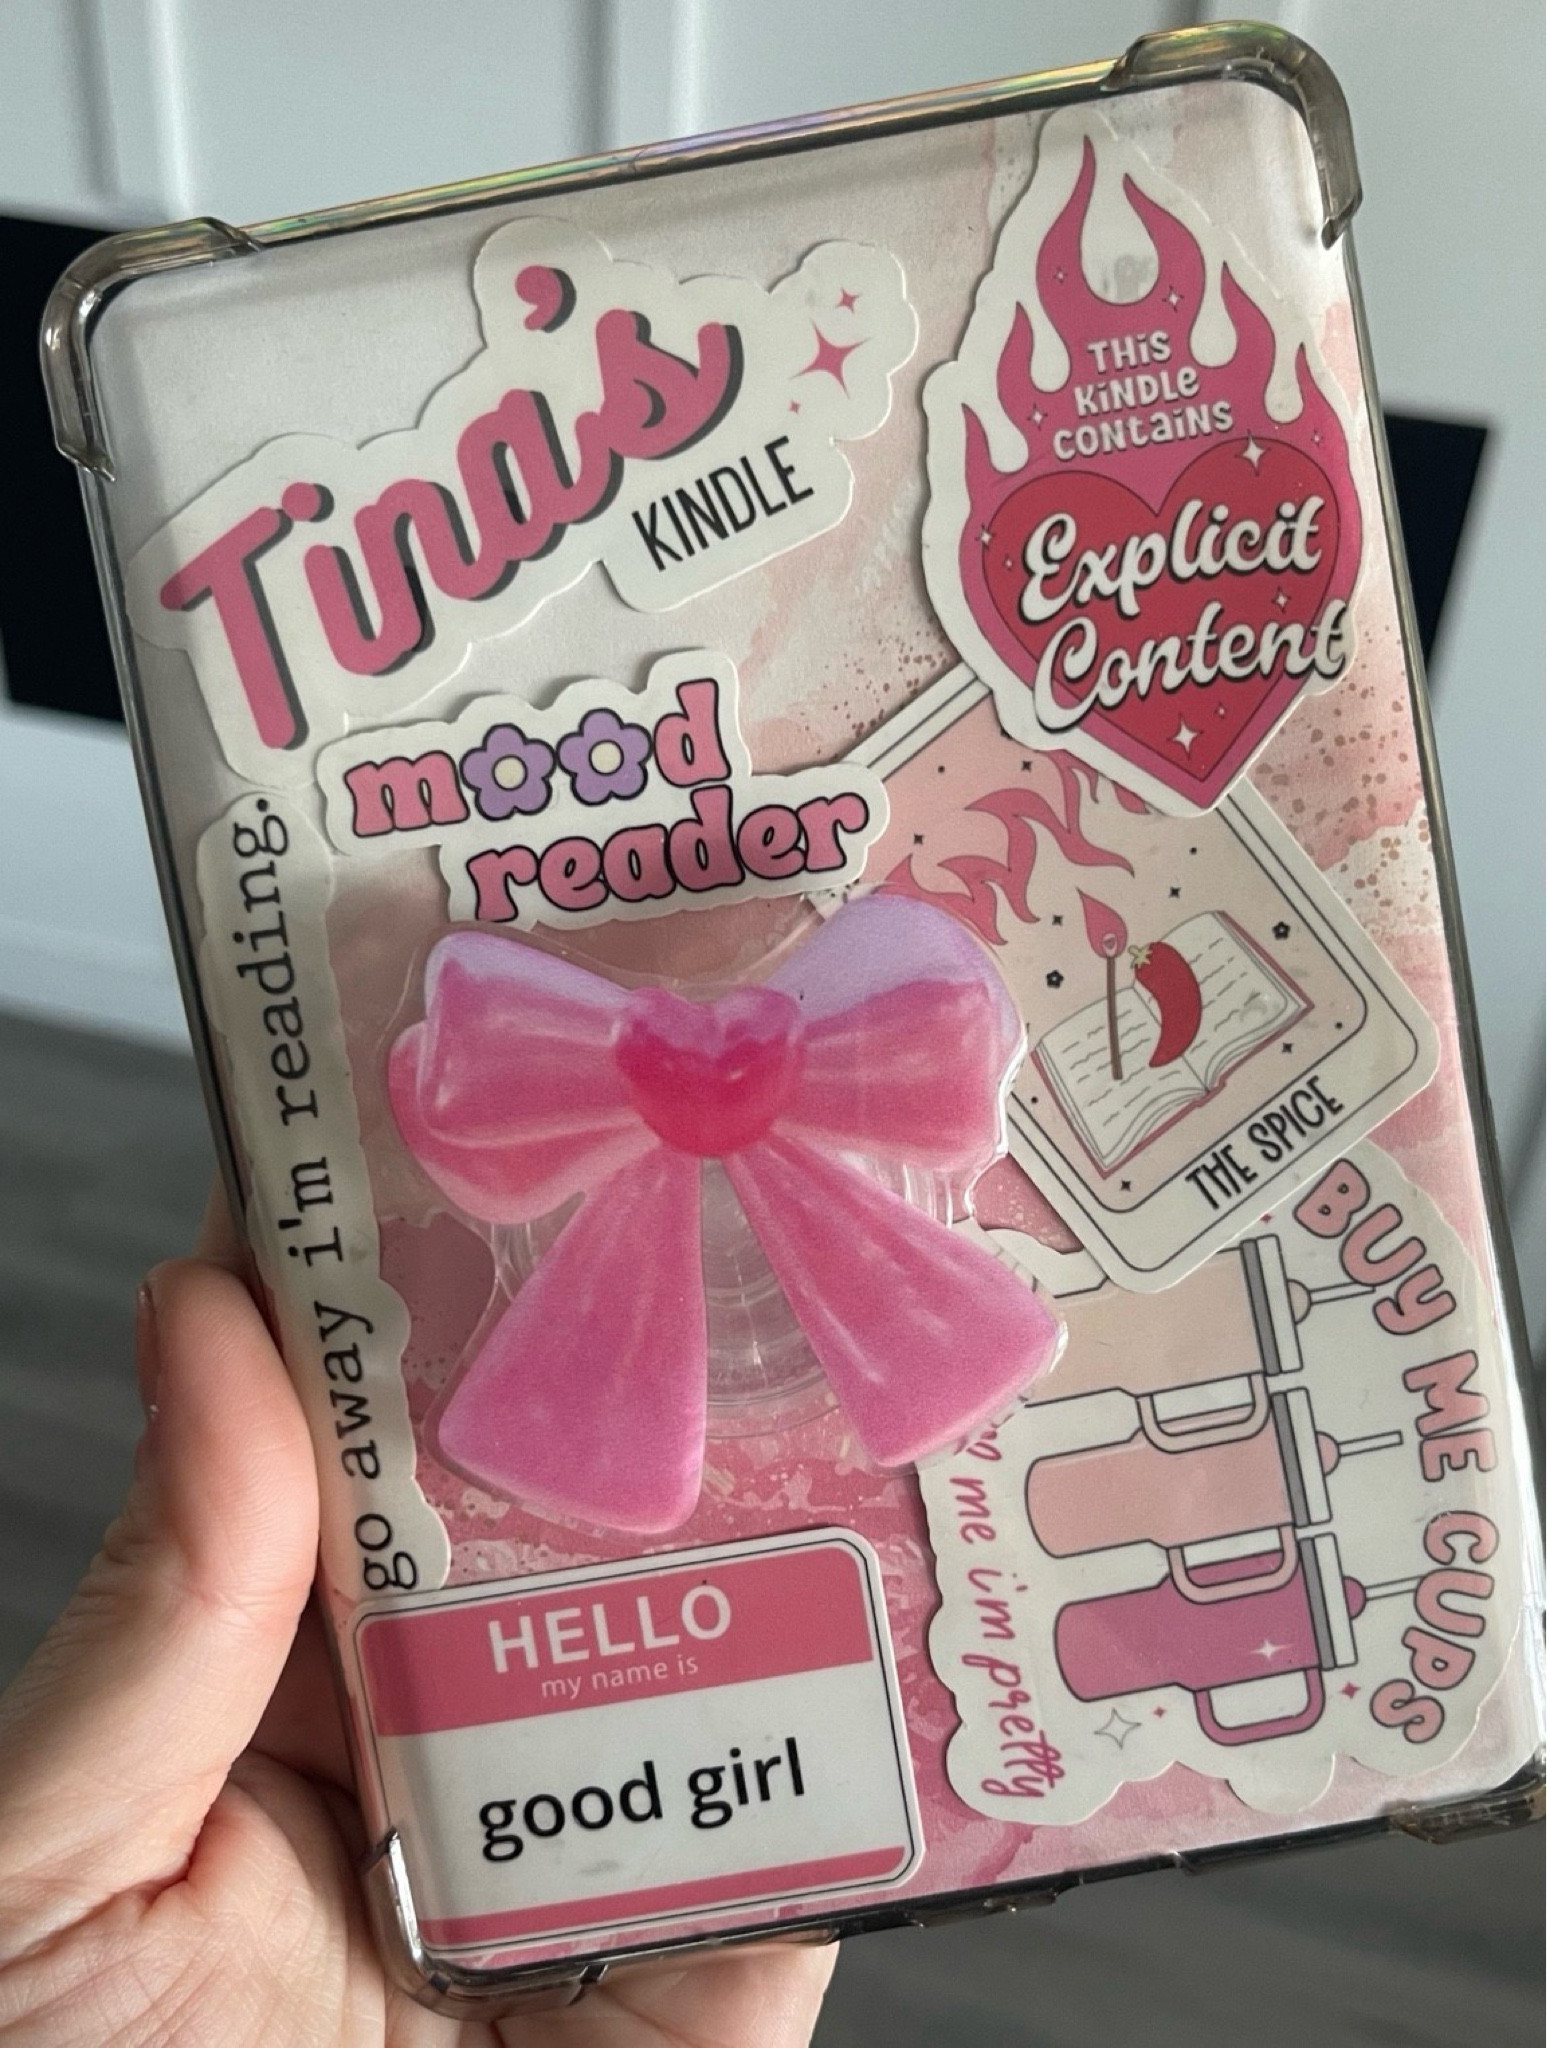 Tina's
KINDLE
THiS
KiNDLe
CONtaiNS
Explicit
Content
mood
reader
go away i'm reading.
THE SPICE
BUY ME CUPS
me i'm pretty
HELLO
my name is
good girl